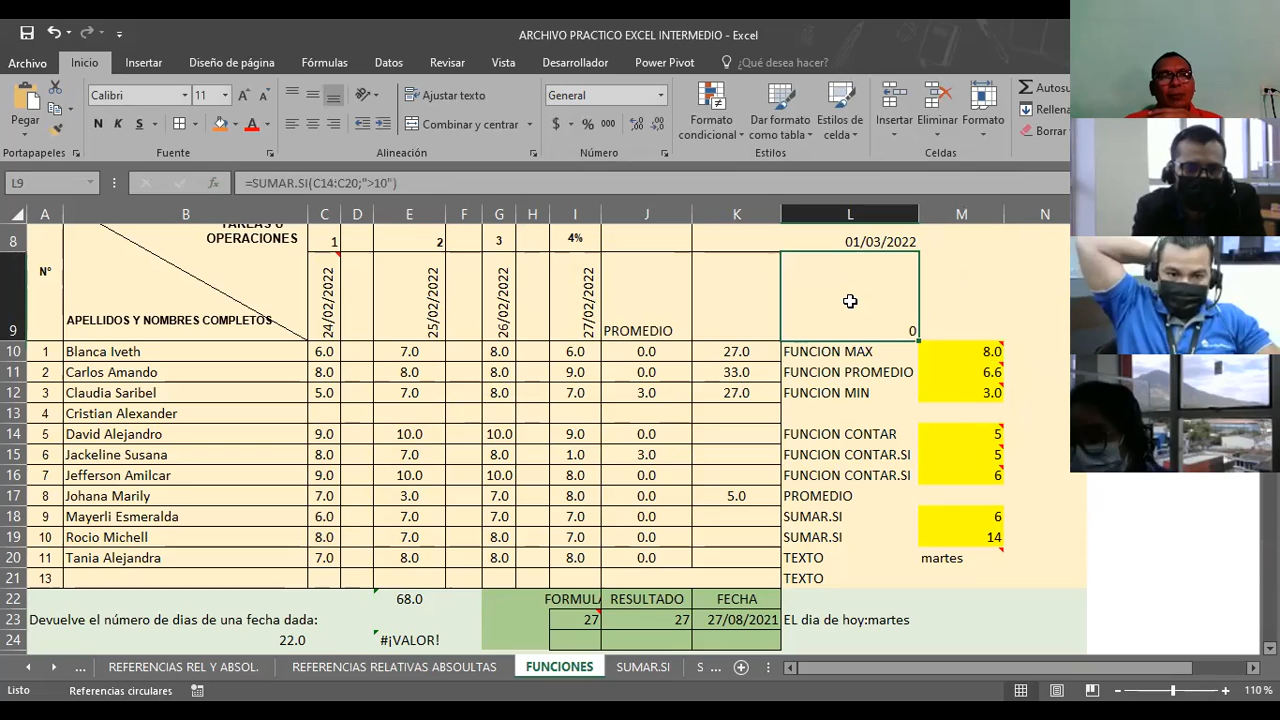 ARCHIVO PRACTICO EXCEL INTERMEDIO - Excel
Archivo Inicio Insertar Diseño de página Fórmulas Datos Revisar Vista Desarrollador Power Pivot ¿Qué desea hacer?
Pegar
Calibri 11
N K S
Ajustar texto
Combinar y centrar
General
$ % 000
Formato condicional
Dar formato como tabla
Estilos de celda
Insertar Eliminar Formato
Autosu
Rellena
Borrar
Portapapeles Fuente Alineación Número Estilos Celdas
L9 fx =SUMAR.SI(C14:C20;">10")
A B C D E F G H I J K L M N
8 TAREAS U OPERACIONES 1 2 3 4% 01/03/2022
9 N° APELLIDOS Y NOMBRES COMPLETOS 24/02/2022 25/02/2022 26/02/2022 27/02/2022 PROMEDIO 0
10 1 Blanca Iveth 6.0 7.0 8.0 6.0 0.0 27.0 FUNCION MAX 8.0
11 2 Carlos Amando 8.0 8.0 8.0 9.0 0.0 33.0 FUNCION PROMEDIO 6.6
12 3 Claudia Saribel 5.0 7.0 8.0 7.0 3.0 27.0 FUNCION MIN 3.0
13 4 Cristian Alexander
14 5 David Alejandro 9.0 10.0 10.0 9.0 0.0 FUNCION CONTAR 5
15 6 Jackeline Susana 8.0 7.0 8.0 1.0 3.0 FUNCION CONTAR.SI 5
16 7 Jefferson Amilcar 9.0 10.0 10.0 8.0 0.0 FUNCION CONTAR.SI 6
17 8 Johana Marily 7.0 3.0 7.0 8.0 0.0 5.0 PROMEDIO
18 9 Mayerli Esmeralda 6.0 7.0 8.0 7.0 0.0 SUMAR.SI 6
19 10 Rocio Michell 8.0 7.0 8.0 7.0 0.0 SUMAR.SI 14
20 11 Tania Alejandra 7.0 8.0 8.0 8.0 0.0 TEXTO martes
21 13 TEXTO
22 68.0 FORMULA RESULTADO FECHA
23 Devuelve el número de dias de una fecha dada: 27 27 27/08/2021 EL dia de hoy:martes
24 22.0 #¡VALOR!
... REFERENCIAS REL Y ABSOL. REFERENCIAS RELATIVAS ABSOULTAS FUNCIONES SUMAR.SI S ...
Listo Referencias circulares 110 %